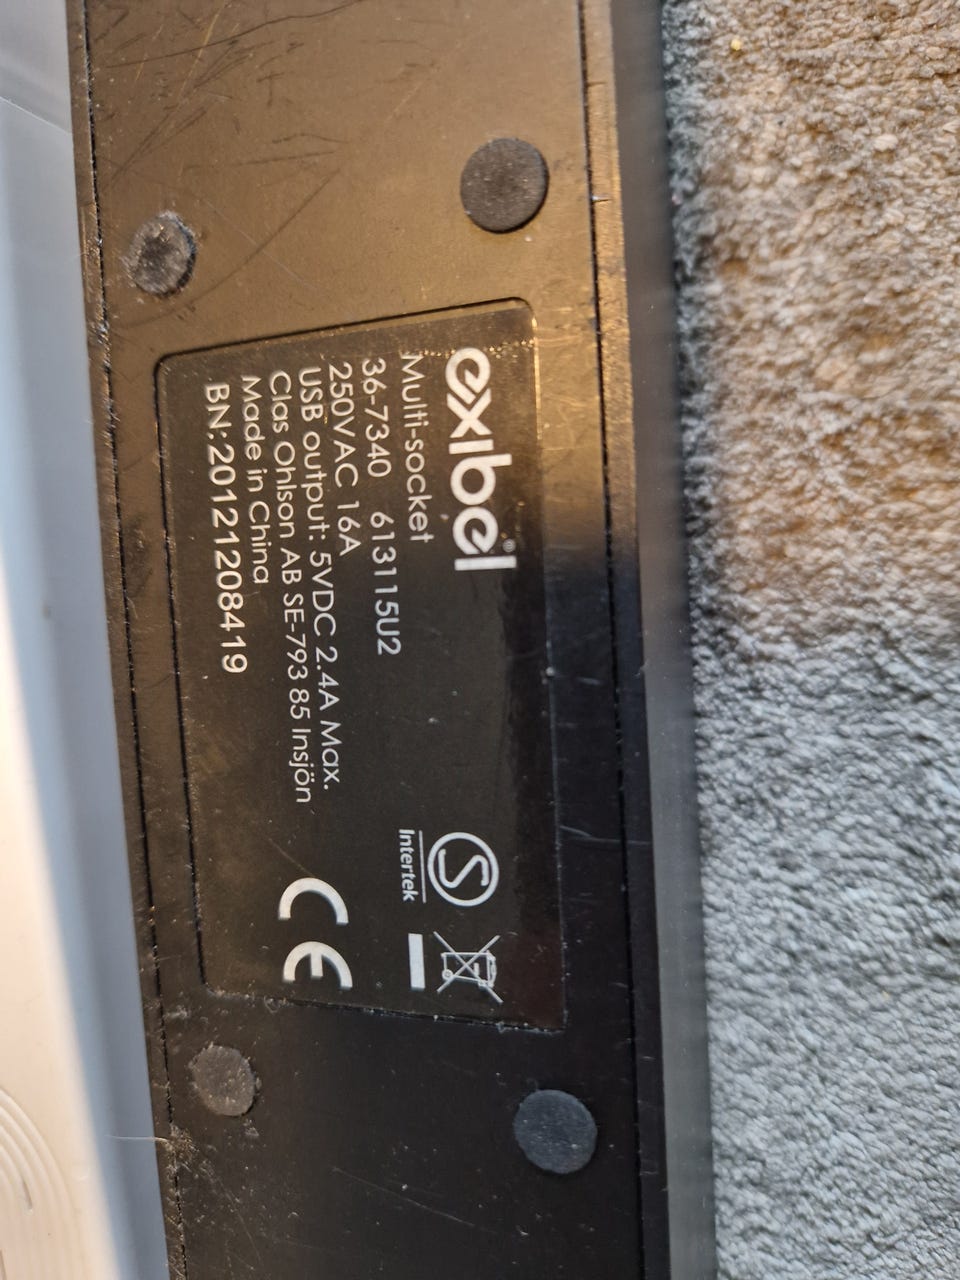 exibel®
Multi-socket
36-7340 613115U2
250VAC 16A
USB output: 5VDC 2.4A Max.
Clas Ohlson AB SE-793 85 Insjön
Made in China
BN:20121208419
S
Intertek
CE